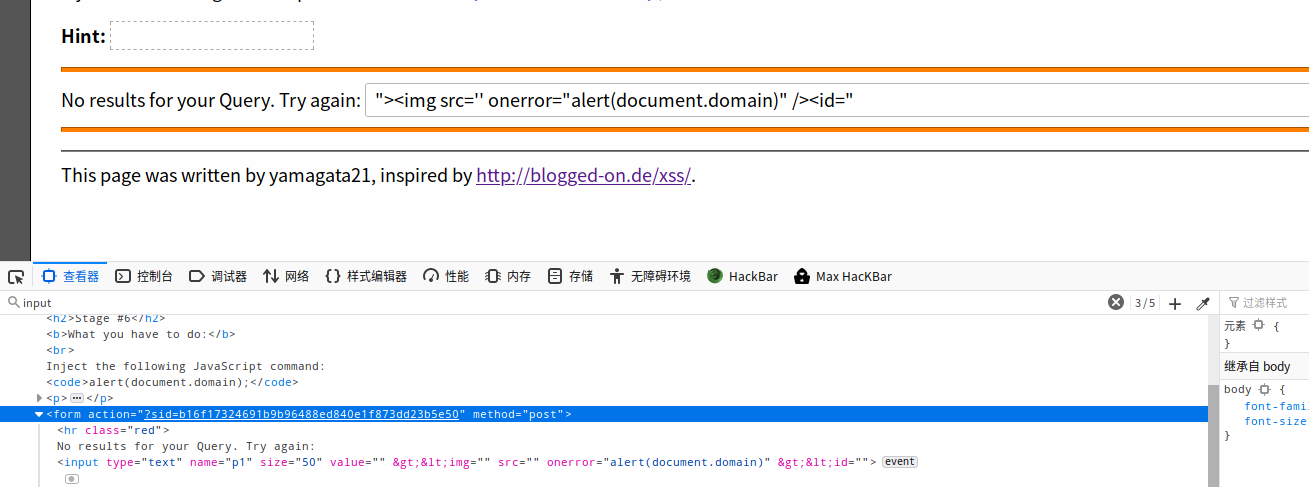 Hint:
No results for your Query. Try again: "><img src='' onerror="alert(document.domain)" /><id="
This page was written by yamagata21, inspired by http://blogged-on.de/xss/.
查看器 控制台 调试器 网络 样式编辑器 性能 内存 存储 无障碍环境 HackBar Max HacKBar
input 3/5 过滤样式
<h2>Stage #6</h2>
<b>What you have to do:</b>
<br>
Inject the following JavaScript command:
<code>alert(document.domain);</code>
<p> ⋯ </p>
<form action="?sid=b16f17324691b9b96488ed840e1f873dd23b5e50" method="post">
<hr class="red">
No results for your Query. Try again:
<input type="text" name="p1" size="50" value="" &gt;&lt;img="" src="" onerror="alert(document.domain)" &gt;&lt;id=""> event
元素 {
}
继承自 body
body {
font-fami
font-size
}